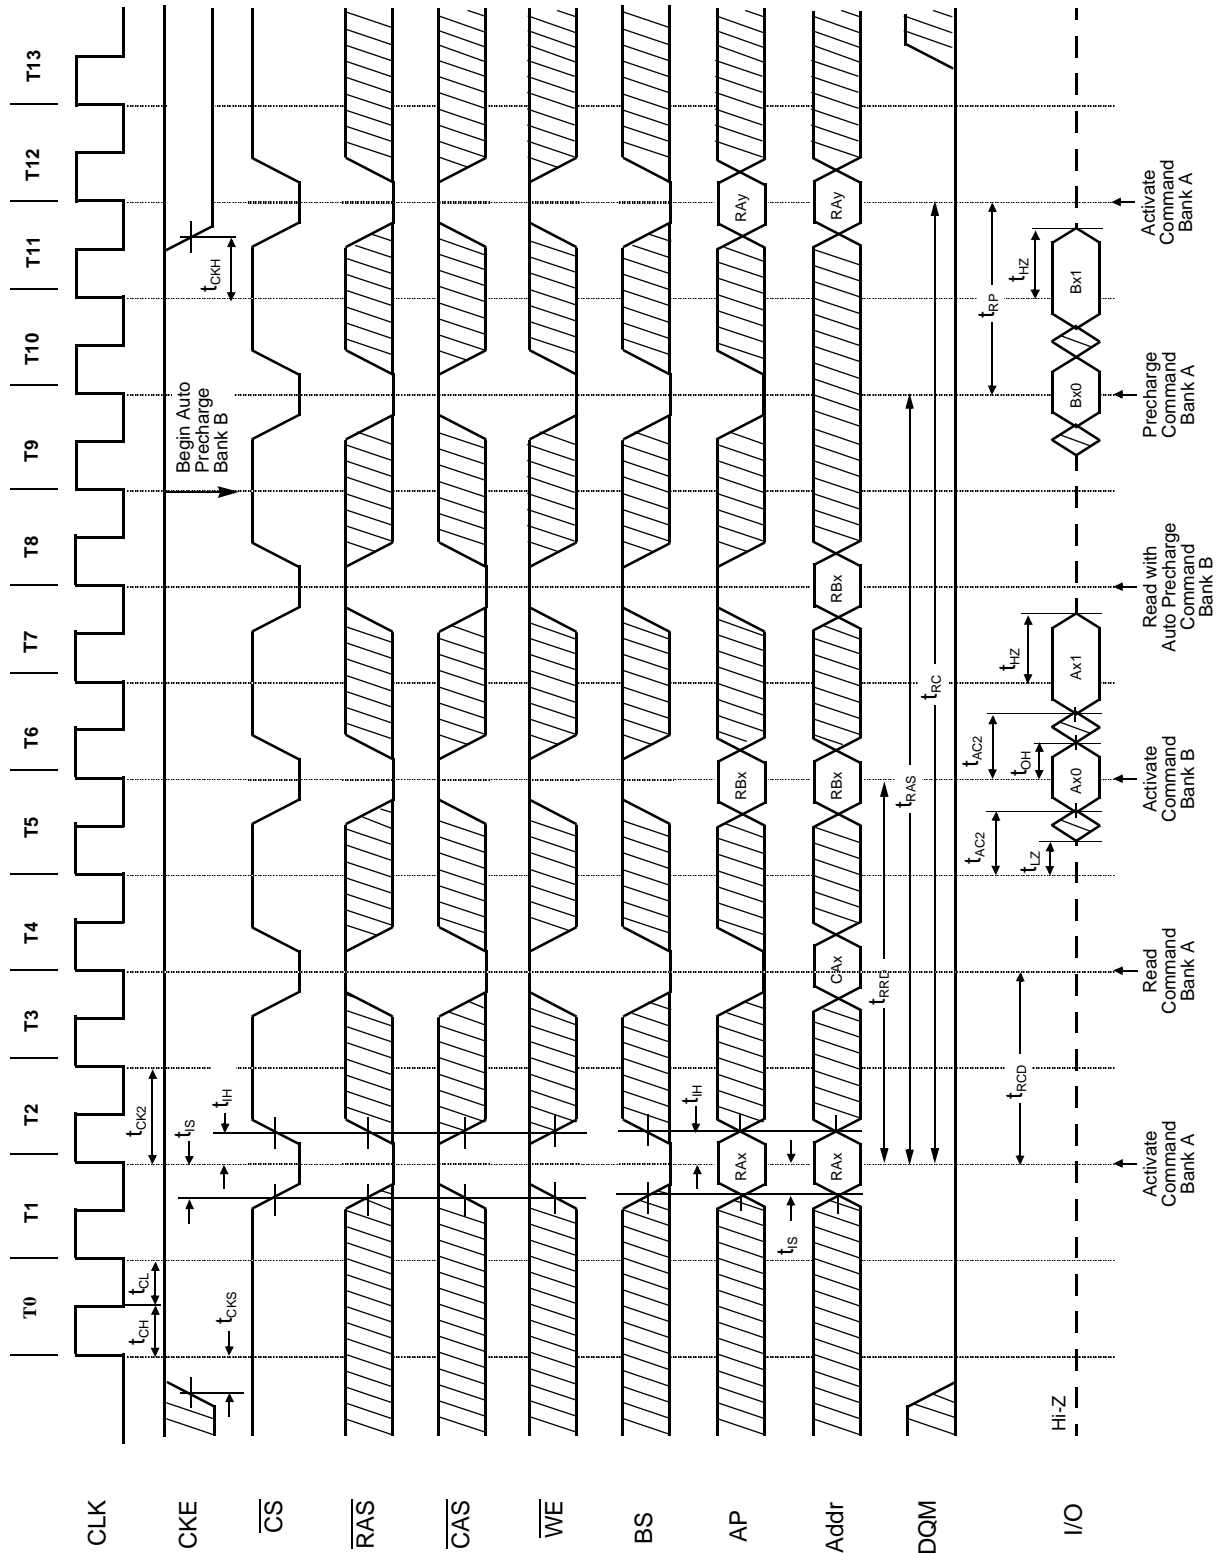 T0 T1 T2 T3 T4 T5 T6 T7 T8 T9 T10 T11 T12 T13
CLK
tCH
tCL
tCK2
CKE
tCKS
tIS
Begin Auto
Precharge
Bank B
tCKH
CS
tIH
RAS
CAS
WE
BS
tIH
AP
RAx
RBx
RAy
tIS
Addr
RAx
CAx
RBx
RBx
RAy
tRRD
tRAS
DQM
tRC
tRCD
tRP
tAC2
tAC2
tLZ
tOH
tHZ
tHZ
I/O
Hi-Z
Ax0
Ax1
Bx0
Bx1
Activate
Command
Bank A
Read
Command
Bank A
Activate
Command
Bank B
Read with
Auto Precharge
Command
Bank B
Precharge
Command
Bank A
Activate
Command
Bank A